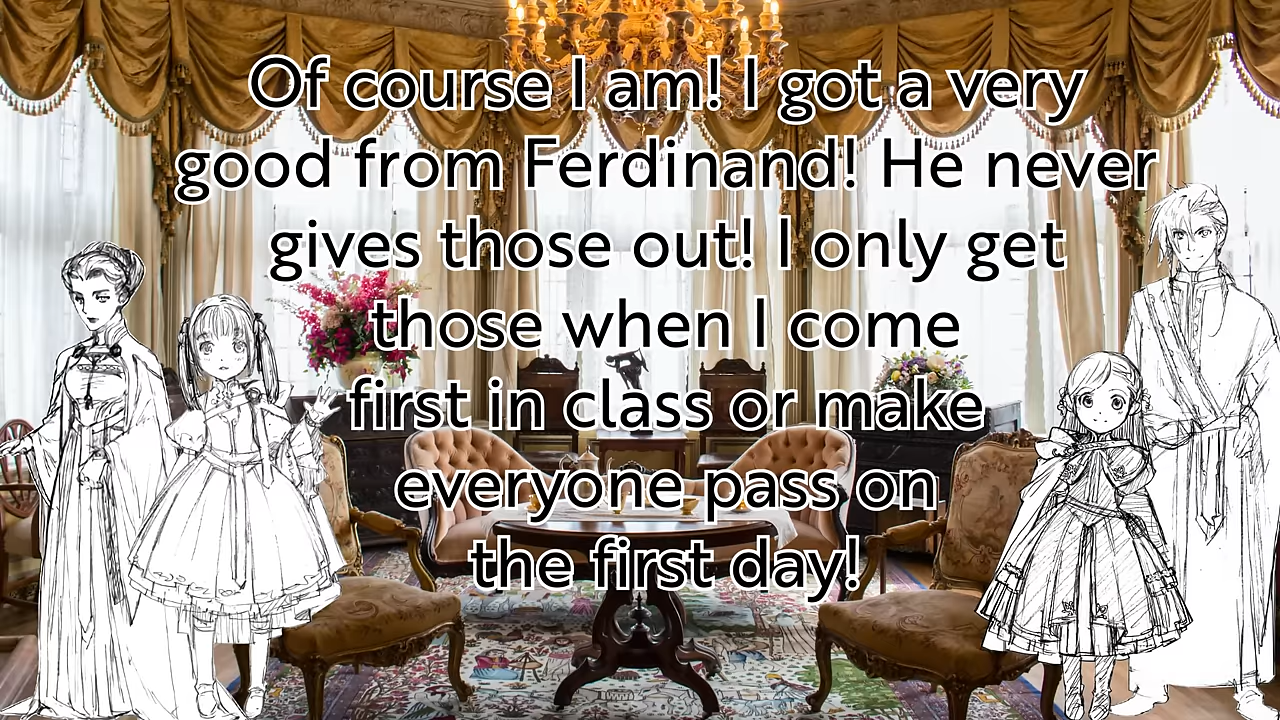 Of course I am! I got a very
good from Ferdinand! He never
gives those out! I only get
those when I come
first in class or make
everyone pass on
the first day!